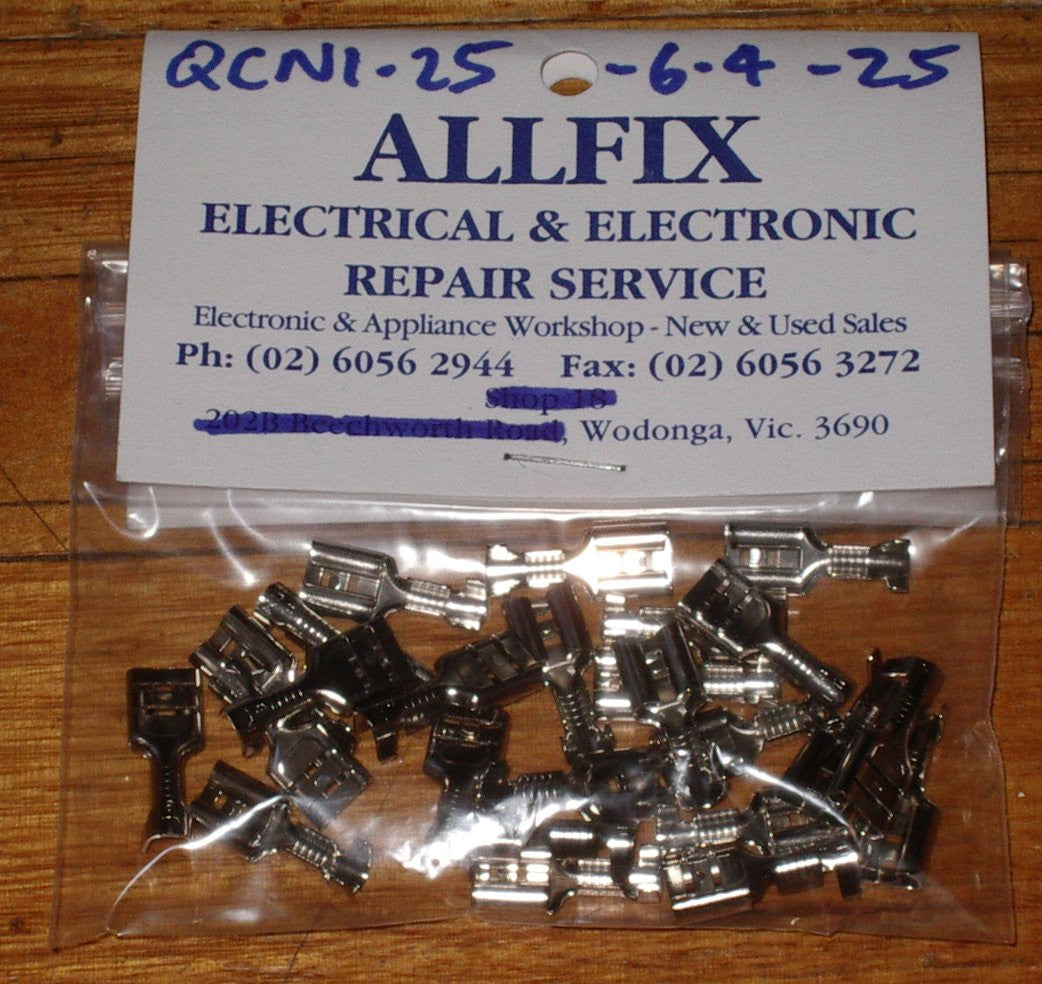 QCN1.25 -6.4 -25
ALLFIX
ELECTRICAL & ELECTRONIC
REPAIR SERVICE
Electronic & Appliance Workshop - New & Used Sales
Ph: (02) 6056 2944 Fax: (02) 6056 3272
Shop 18
202B Beechworth Road, Wodonga, Vic. 3690